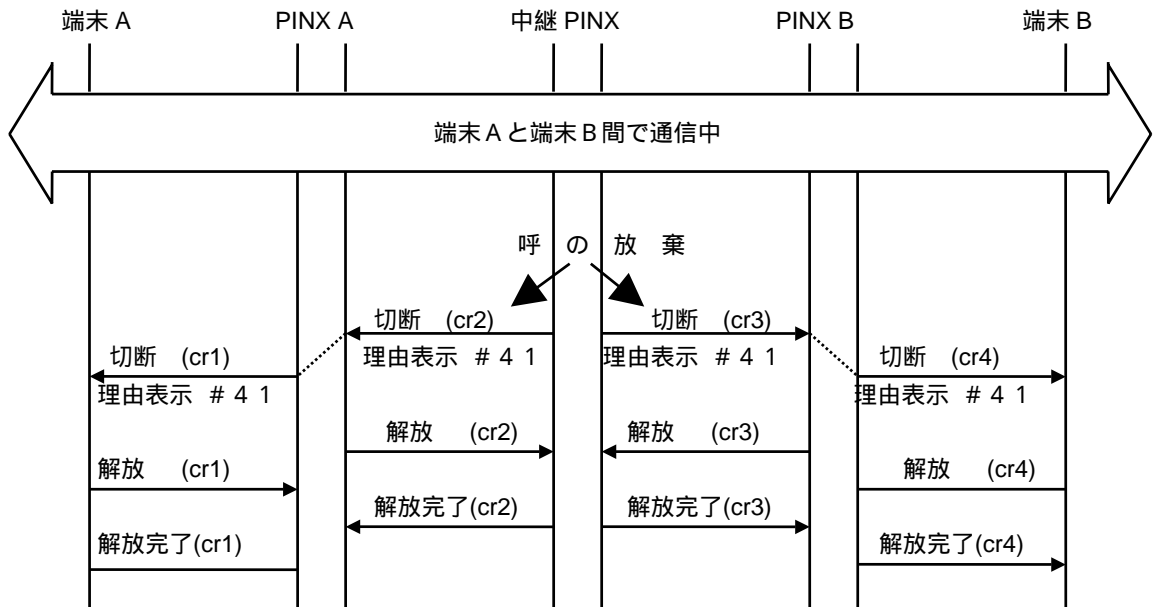 端末 A
PINX A
中継 PINX
PINX B
端末 B
端末Aと端末B間で通信中
呼 の 放 棄
切断 (cr2)
切断 (cr3)
理由表示 #41
理由表示 #41
切断 (cr1)
切断 (cr4)
理由表示 #41
理由表示 #41
解放 (cr2)
解放 (cr3)
解放 (cr1)
解放 (cr4)
解放完了(cr2)
解放完了(cr3)
解放完了(cr1)
解放完了(cr4)